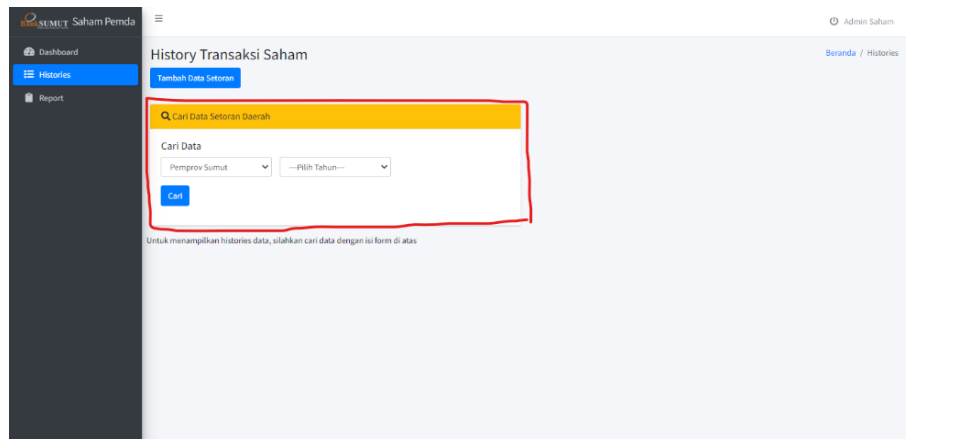 Bank SUMUT Saham Pemda
Admin Saham
Dashboard
Histories
Report
History Transaksi Saham
Beranda / Histories
Tambah Data Setoran
Cari Data Setoran Daerah
Cari Data
Pemprov Sumut
---Pilih Tahun---
Cari
Untuk menampilkan histories data, silahkan cari data dengan isi form di atas